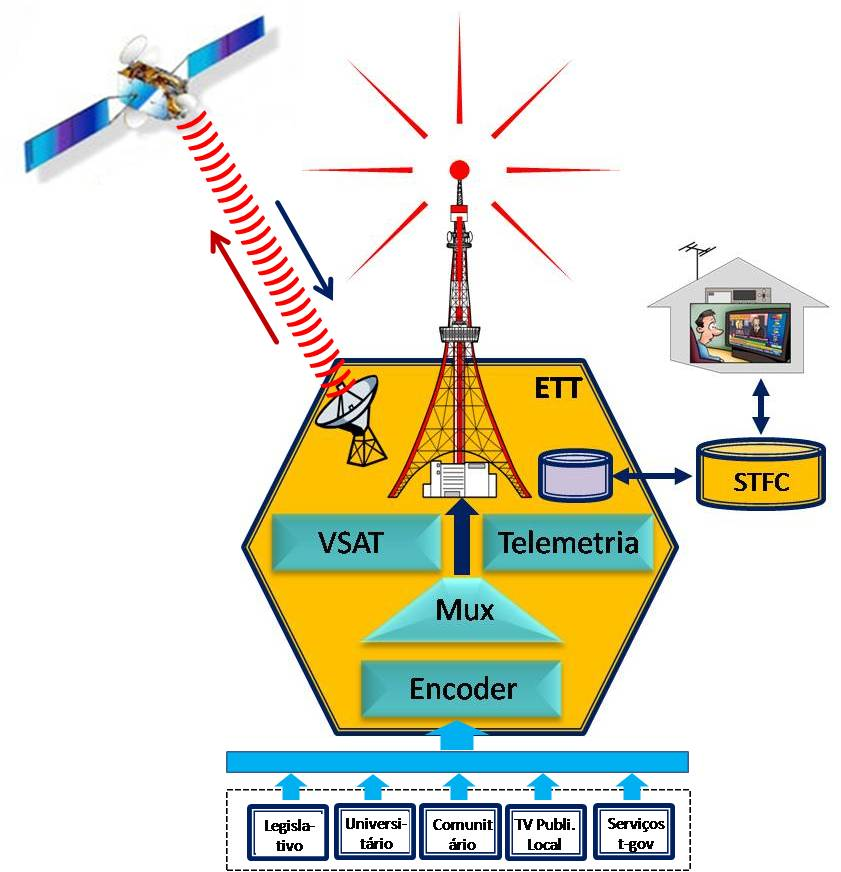 ETT
STFC
VSAT
Telemetria
Mux
Encoder
Legisla-
tivo
Universi-
tário
Comunit
ário
TV Publi.
Local
Serviços
t-gov